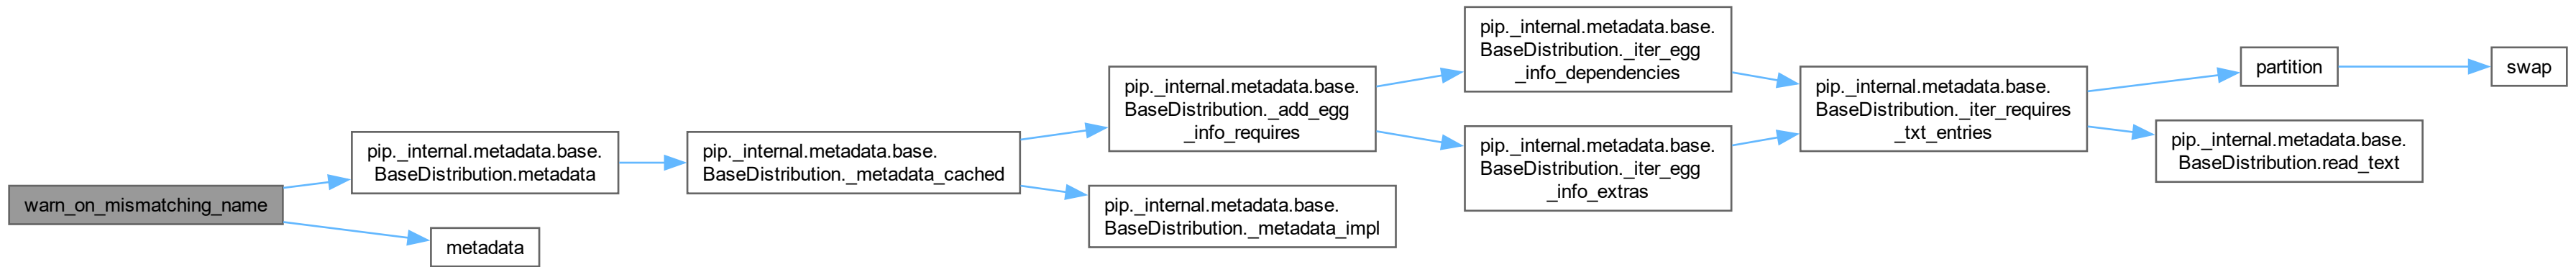 warn_on_mismatching_name
pip._internal.metadata.base.
BaseDistribution.metadata
metadata
pip._internal.metadata.base.
BaseDistribution._metadata_cached
pip._internal.metadata.base.
BaseDistribution._add_egg
_info_requires
pip._internal.metadata.base.
BaseDistribution._metadata_impl
pip._internal.metadata.base.
BaseDistribution._iter_egg
_info_dependencies
pip._internal.metadata.base.
BaseDistribution._iter_egg
_info_extras
pip._internal.metadata.base.
BaseDistribution._iter_requires
_txt_entries
partition
pip._internal.metadata.base.
BaseDistribution.read_text
swap